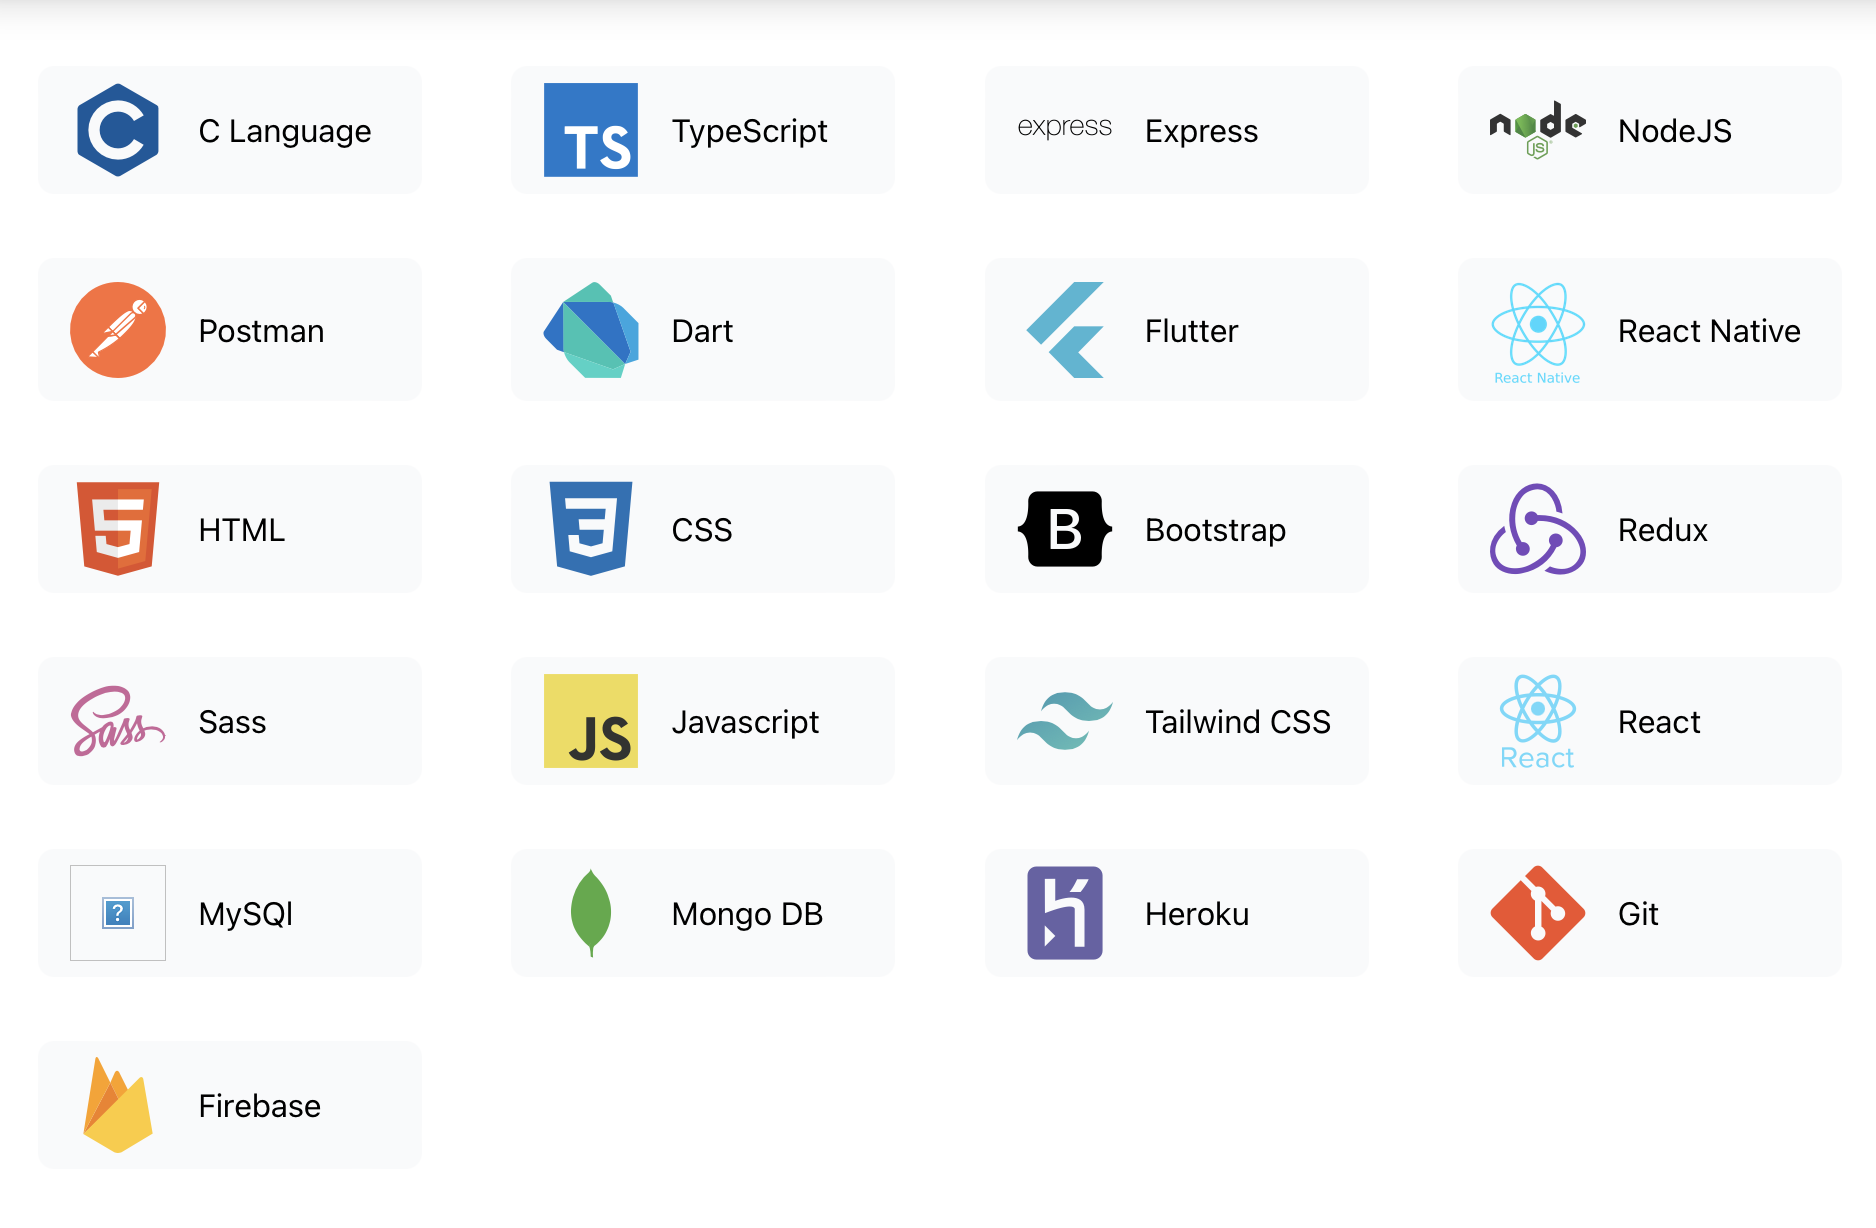 C Language
TS
TypeScript
express
Express
node
JS
NodeJS
Postman
Dart
Flutter
React Native
React Native
HTML
CSS
B
Bootstrap
Redux
Sass
Sass
JS
Javascript
Tailwind CSS
React
React
?
MySQl
Mongo DB
Heroku
Git
Firebase